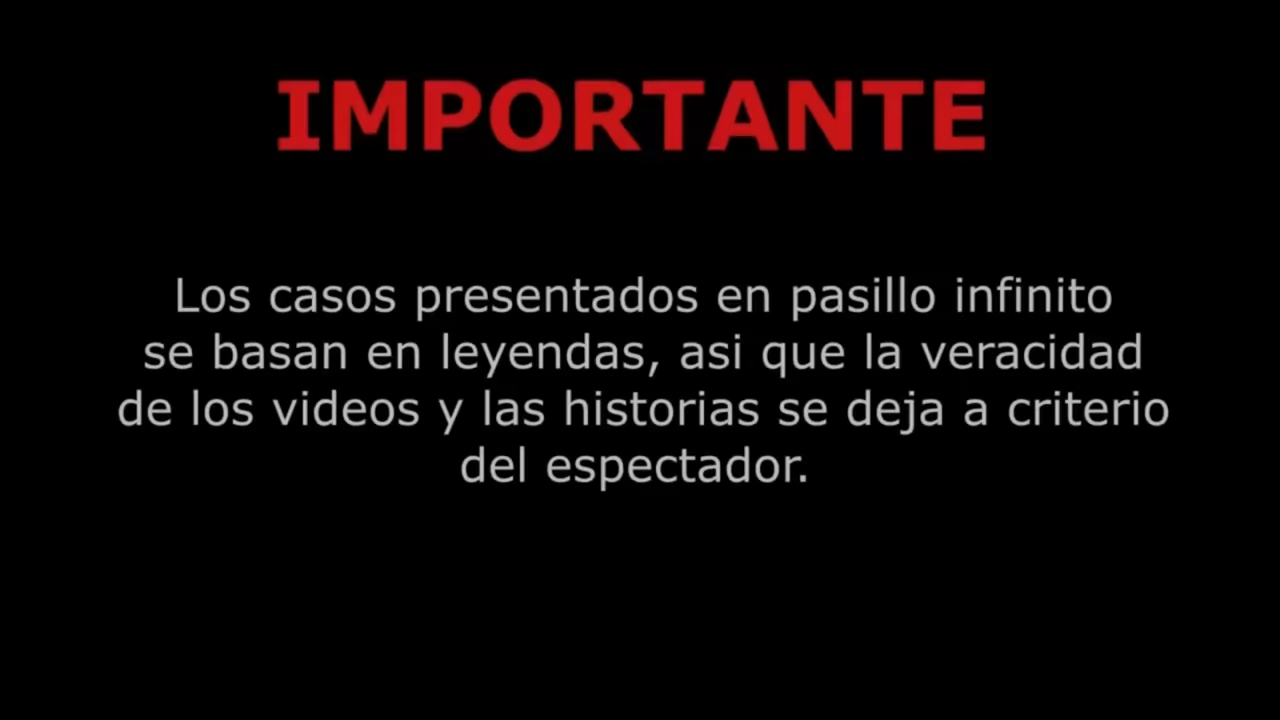 IMPORTANTE
Los casos presentados en pasillo infinito
se basan en leyendas, asi que la veracidad
de los videos y las historias se deja a criterio
del espectador.